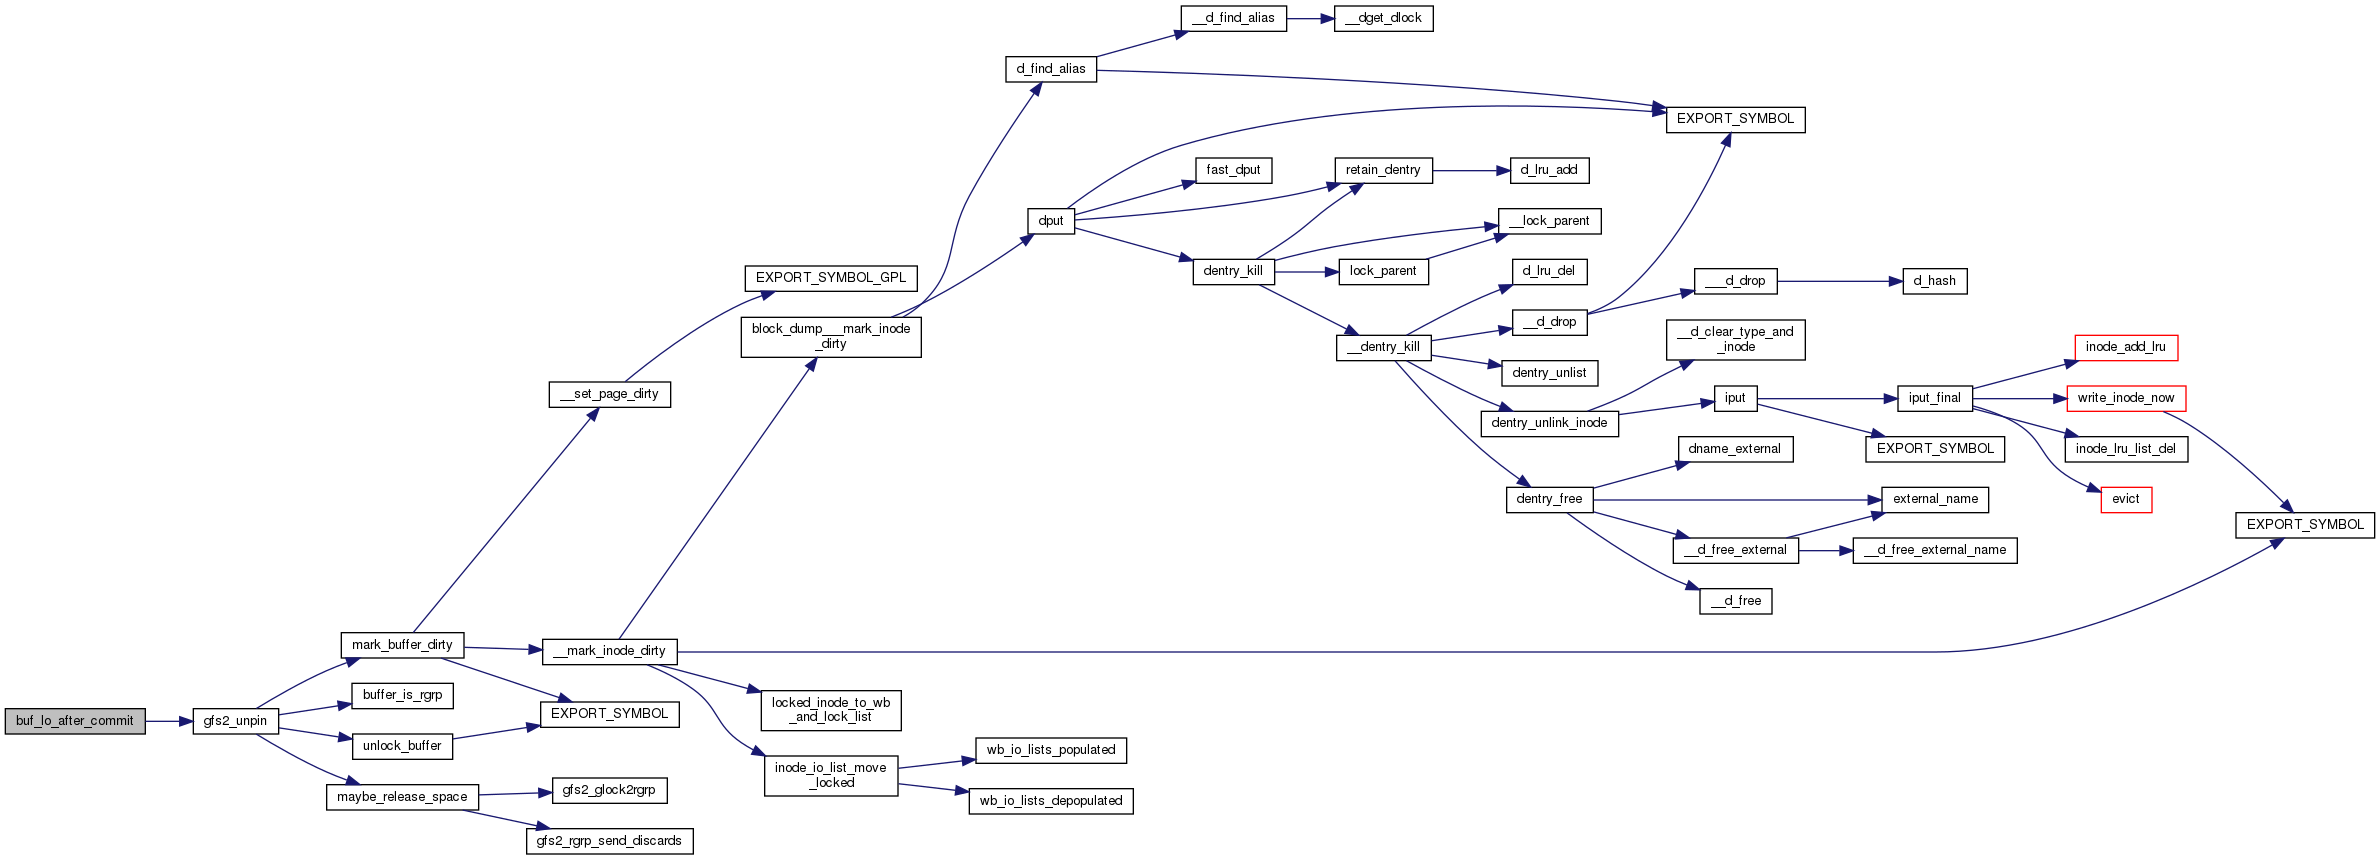 __d_find_alias
__dget_dlock
d_find_alias
EXPORT_SYMBOL
fast_dput
retain_dentry
d_lru_add
dput
__lock_parent
dentry_kill
lock_parent
d_lru_del
EXPORT_SYMBOL_GPL
___d_drop
d_hash
block_dump___mark_inode
_dirty
__d_drop
__dentry_kill
__d_clear_type_and
_inode
inode_add_lru
dentry_unlist
__set_page_dirty
iput
iput_final
write_inode_now
dentry_unlink_inode
dname_external
EXPORT_SYMBOL
inode_lru_list_del
dentry_free
external_name
evict
EXPORT_SYMBOL
__d_free_external
__d_free_external_name
__d_free
mark_buffer_dirty
__mark_inode_dirty
buffer_is_rgrp
locked_inode_to_wb
_and_lock_list
buf_lo_after_commit
gfs2_unpin
EXPORT_SYMBOL
unlock_buffer
wb_io_lists_populated
inode_io_list_move
_locked
maybe_release_space
gfs2_glock2rgrp
wb_io_lists_depopulated
gfs2_rgrp_send_discards